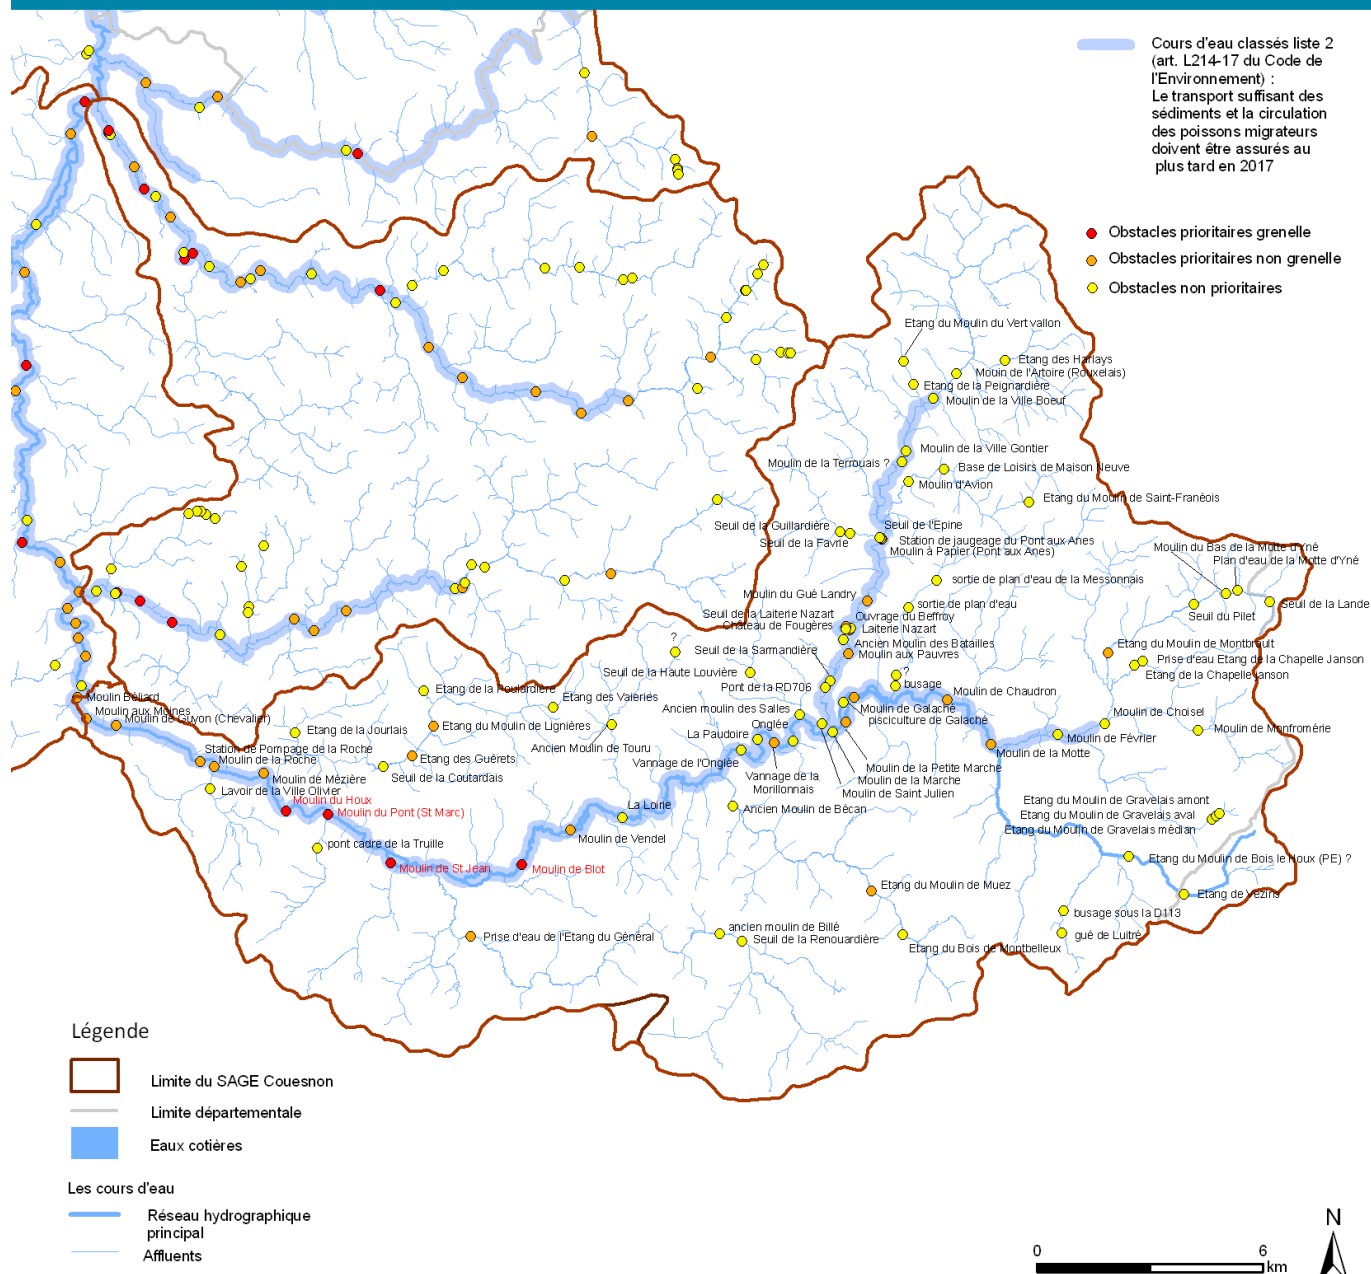 Cours d'eau classés liste 2
(art. L214-17 du Code de
l'Environnement) :
Le transport suffisant des
sédiments et la circulation
des poissons migrateurs
doivent être assurés au
plus tard en 2017
Obstacles prioritaires grenelle
Obstacles prioritaires non grenelle
Obstacles non prioritaires
Etang du Moulin du Vert vallon
Étang des Harlays
Mouin de l'Artoire (Rouxelais)
Etang de la Peignardière
Moulin de la Ville Boeuf
Moulin de la Ville Gontier
Moulin de la Terrouais ?
Base de Loisirs de Maison Neuve
Moulin d'Avion
Etang du Moulin de Saint-Franêois
Seuil de la Guillardière
Seuil de l'Epine
Seuil de la Favrie
Station de jaugeage du Pont aux Anes
Moulin à Papier (Pont aux Anes)
Moulin du Bas de la Motte d'Yné
Plan d'eau de la Motte d'Yné
sortie de plan d'eau de la Messonnais
Moulin du Gué Landry
sortie de plan d'eau
Seuil de la Lande
Seuil de la Laiterie Nazart
Ouvrage du Beffroy
Seuil du Pilet
Château de Fougères
Laiterie Nazart
?
Ancien Moulin des Batailles
Etang du Moulin de Montbrault
Seuil de la Sarmandière
Moulin aux Pauvres
Prise d'eau Etang de la Chapelle Janson
Seuil de la Haute Louvière
?
Etang de la Chapelle Janson
Pont de la RD706
busage
Etang de la Poulardière
Moulin Béliard
Etang des Valeries
Moulin de Chaudron
Moulin aux Moines
Ancien moulin des Salles
Moulin de Galaché
Moulin de Choisel
Moulin de Guyon (Chevalier)
Etang de la Jourlais
Etang du Moulin de Lignières
Onglée
pisciculture de Galaché
Moulin de Monfromérie
La Paudoire
Moulin de Février
Station de Pompage de la Roche
Ancien Moulin de Touru
Moulin de la Motte
Moulin de la Roche
Etang des Guérets
Vannage de l'Onglée
Moulin de la Petite Marche
Moulin de Mézière
Seuil de la Coutardais
Vannage de la
Morillonnais
Moulin de la Marche
Lavoir de la Ville Olivier
Moulin de Saint Julien
Moulin du Houx
La Loirie
Ancien Moulin de Bécan
Etang du Moulin de Gravelais amont
Moulin du Pont (St Marc)
Etang du Moulin de Gravelais aval
Etang du Moulin de Gravelais médian
Moulin de Vendel
pont cadre de la Truille
Etang du Moulin de Bois le Houx (PE) ?
Moulin de St Jean
Moulin de Blot
Etang du Moulin de Muez
Etang de Vezins
busage sous la D113
ancien moulin de Billé
Prise d'eau de l'Etang du Général
Seuil de la Renouardière
gué de Luitré
Etang du Bois de Montbelleux
Légende
Limite du SAGE Couesnon
Limite départementale
Eaux cotières
Les cours d'eau
Réseau hydrographique
principal
Affluents
N
0 6
km